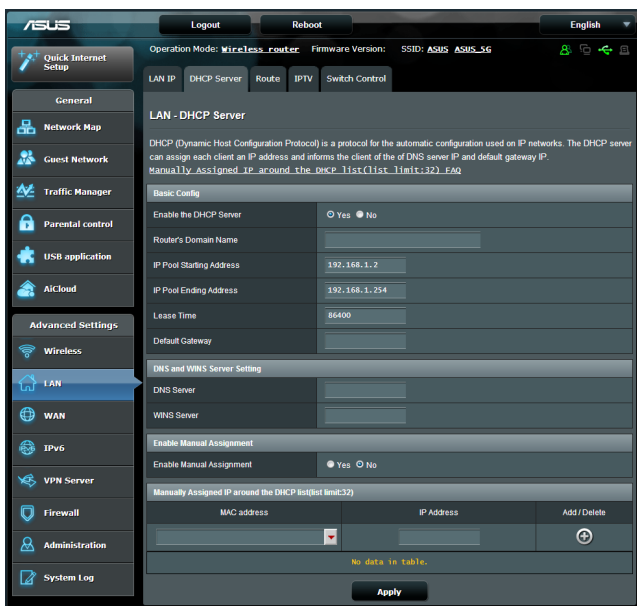 ASUS
Logout
Reboot
English
Quick Internet
Setup
Operation Mode: Wireless router Firmware Version: SSID: ASUS ASUS_5G
LAN IP
DHCP Server
Route
IPTV
Switch Control
General
Network Map
Guest Network
Traffic Manager
Parental control
USB application
AiCloud
Advanced Settings
Wireless
LAN
WAN
IPv6
VPN Server
Firewall
Administration
System Log
LAN - DHCP Server
DHCP (Dynamic Host Configuration Protocol) is a protocol for the automatic configuration used on IP networks. The DHCP server
can assign each client an IP address and informs the client of the of DNS server IP and default gateway IP.
Manually Assigned IP around the DHCP list(list limit:32) FAQ
Basic Config
Enable the DHCP Server Yes No
Router's Domain Name
IP Pool Starting Address 192.168.1.2
IP Pool Ending Address 192.168.1.254
Lease Time 86400
Default Gateway
DNS and WINS Server Setting
DNS Server
WINS Server
Enable Manual Assignment
Enable Manual Assignment Yes No
Manually Assigned IP around the DHCP list(list limit:32)
MAC address IP Address Add / Delete
No data in table.
Apply